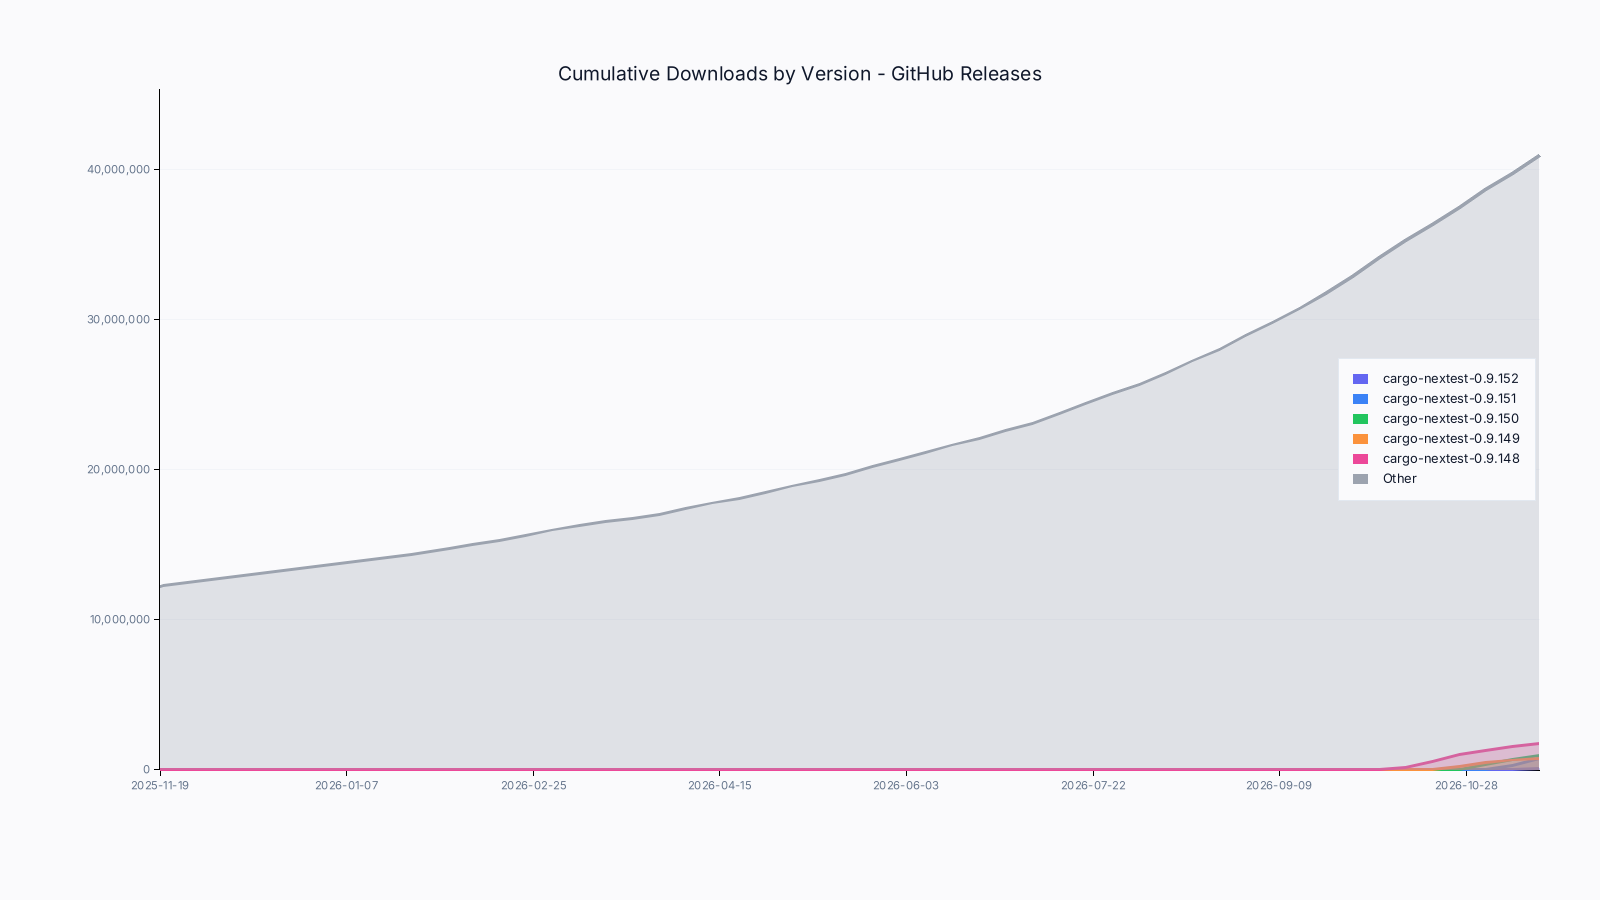 Cumulative Downloads by Version - GitHub Releases
40,000,000
30,000,000
20,000,000
10,000,000
0
cargo-nextest-0.9.152
cargo-nextest-0.9.151
cargo-nextest-0.9.150
cargo-nextest-0.9.149
cargo-nextest-0.9.148
Other
2025-11-19 2026-01-07 2026-02-25 2026-04-15 2026-06-03 2026-07-22 2026-09-09 2026-10-28